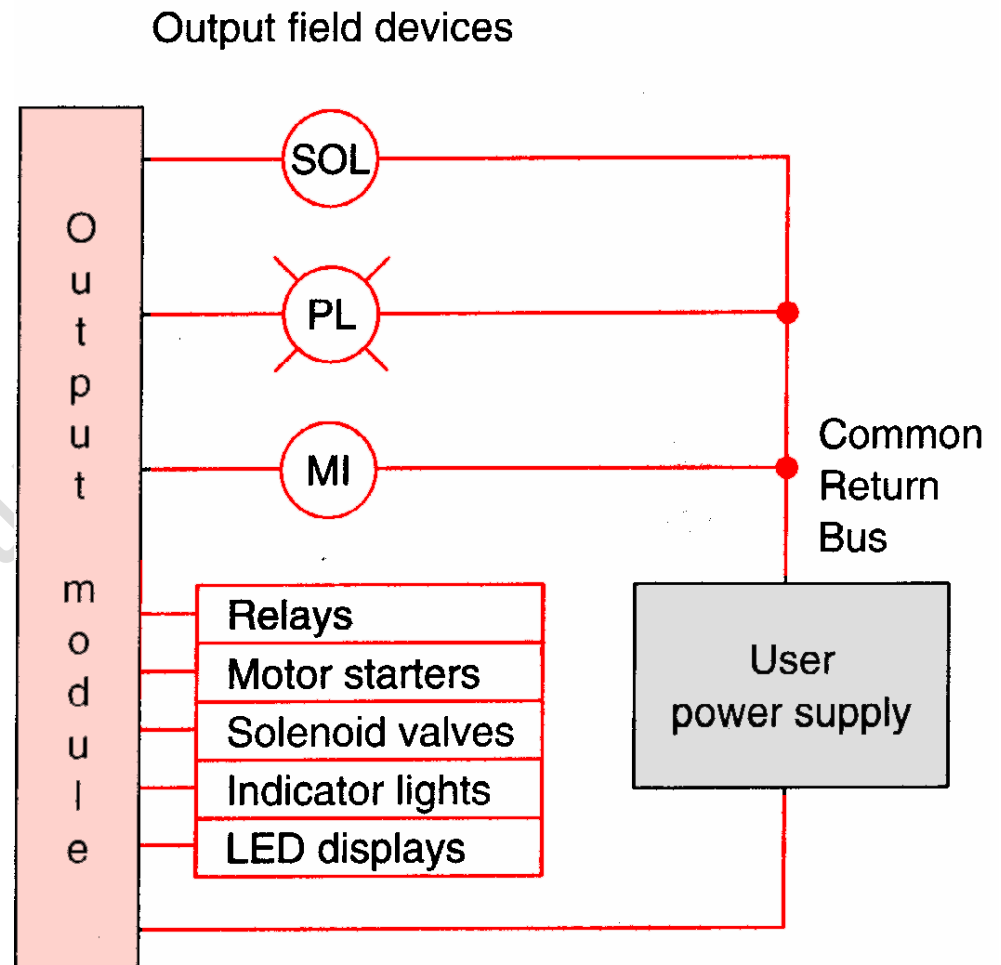 Output field devices
SOL
PL
MI
Output module
Relays
Motor starters
Solenoid valves
Indicator lights
LED displays
Common
Return
Bus
User
power supply